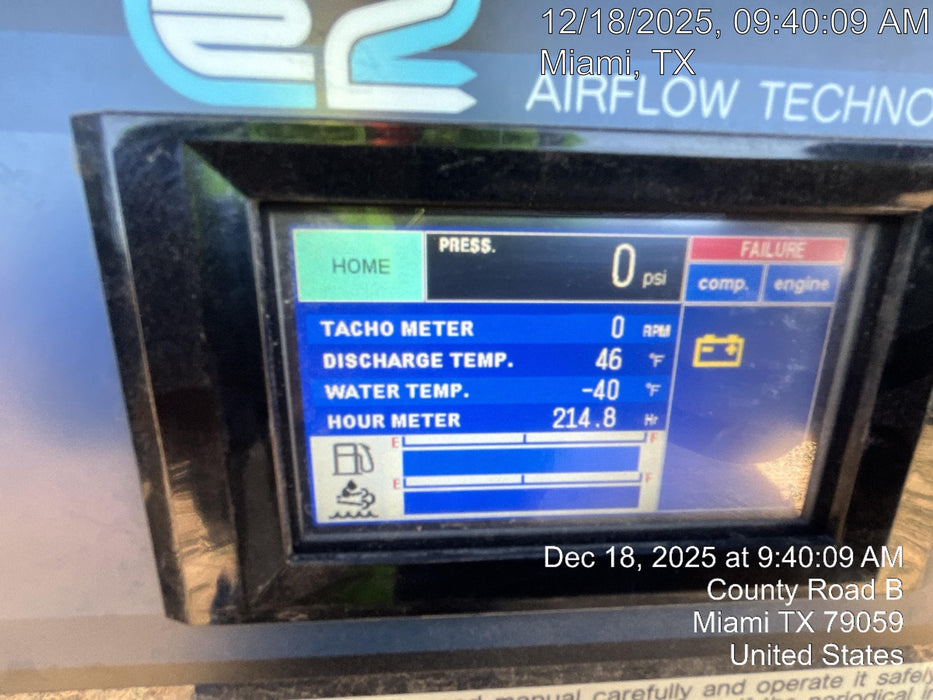 12/18/2025, 09:40:09 AM
Miami, TX
AIRFLOW TECHNO
HOME
PRESS.
0 psi
FAILURE
comp. engine
TACHO METER 0 RPM
DISCHARGE TEMP. 46 °F
WATER TEMP. -40 °F
HOUR METER 214.8 Hr
E F
E F
Dec 18, 2025 at 9:40:09 AM
County Road B
Miami TX 79059
United States
manual carefully and operate it safely